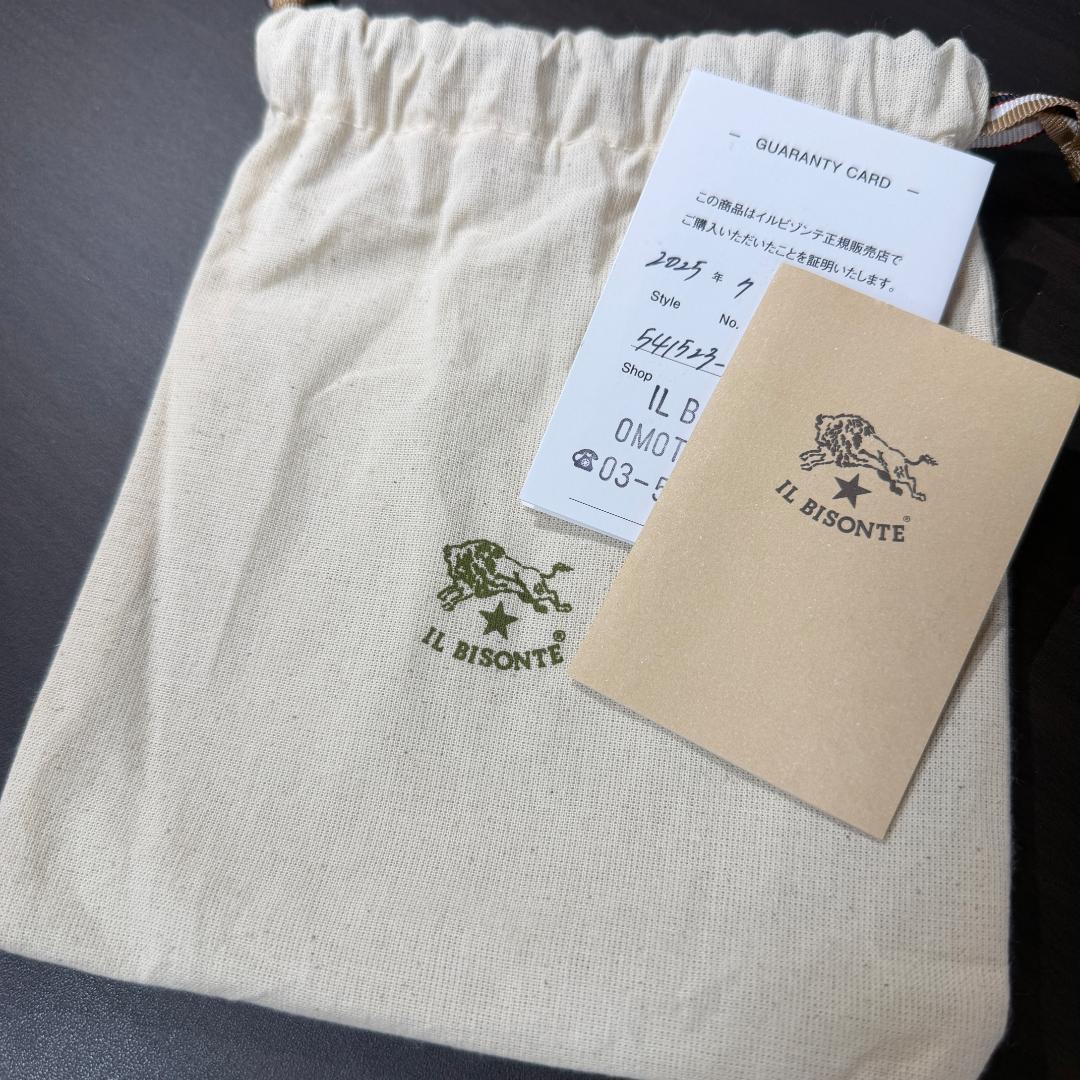 — GUARANTY CARD —
この商品はイルビゾンテ正規販売店で
ご購入いただいたことを証明いたします。
2025 年 7
Style No.
541523-
Shop
IL B
OMOT
☎03-5
IL BISONTE®
IL BISONTE®